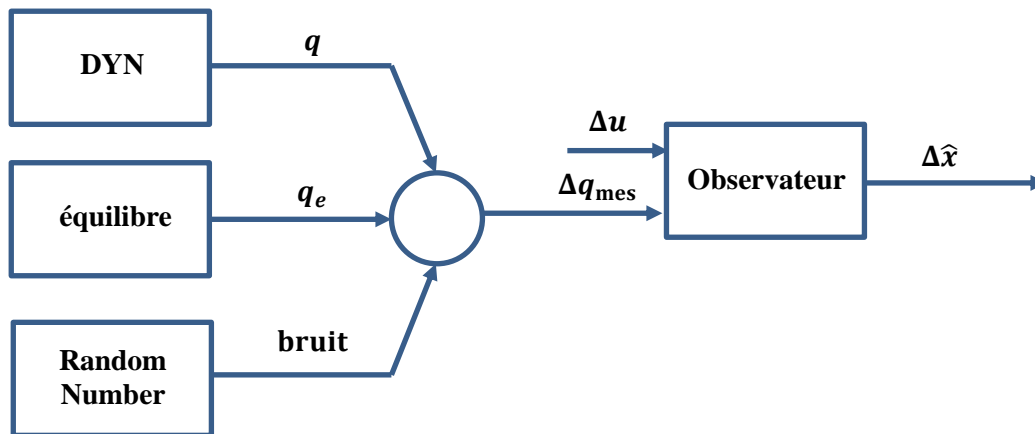 DYN
q
équilibre
q_e
Random
Number
bruit
Δu
Δq_mes
Observateur
Δx̂